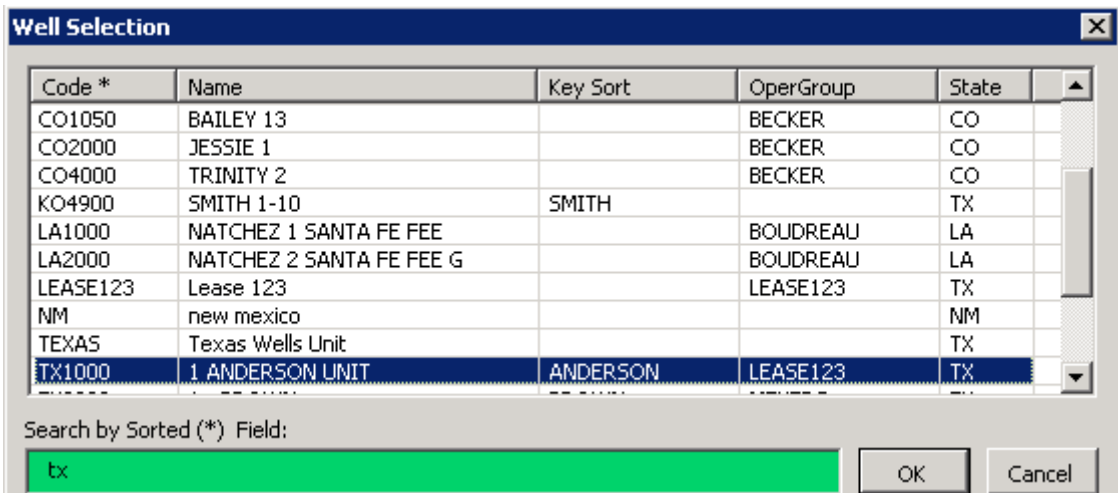 Well Selection
Code * Name Key Sort OperGroup State
CO1050 BAILEY 13 BECKER CO
CO2000 JESSIE 1 BECKER CO
CO4000 TRINITY 2 BECKER CO
KO4900 SMITH 1-10 SMITH TX
LA1000 NATCHEZ 1 SANTA FE FEE BOUDREAU LA
LA2000 NATCHEZ 2 SANTA FE FEE G BOUDREAU LA
LEASE123 Lease 123 LEASE123 TX
NM new mexico NM
TEXAS Texas Wells Unit TX
TX1000 1 ANDERSON UNIT ANDERSON LEASE123 TX
Search by Sorted (*) Field:
tx
OK Cancel